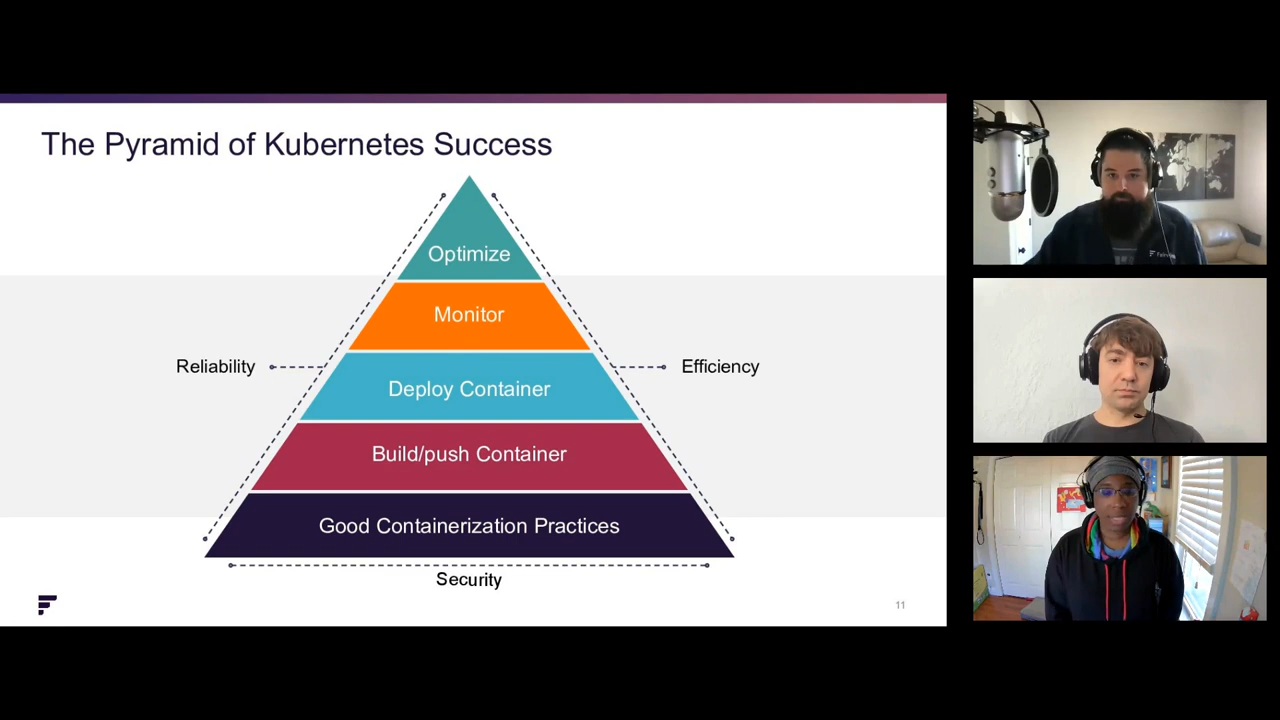 The Pyramid of Kubernetes Success
Optimize
Monitor
Reliability
Efficiency
Deploy Container
Build/push Container
Good Containerization Practices
Security
11